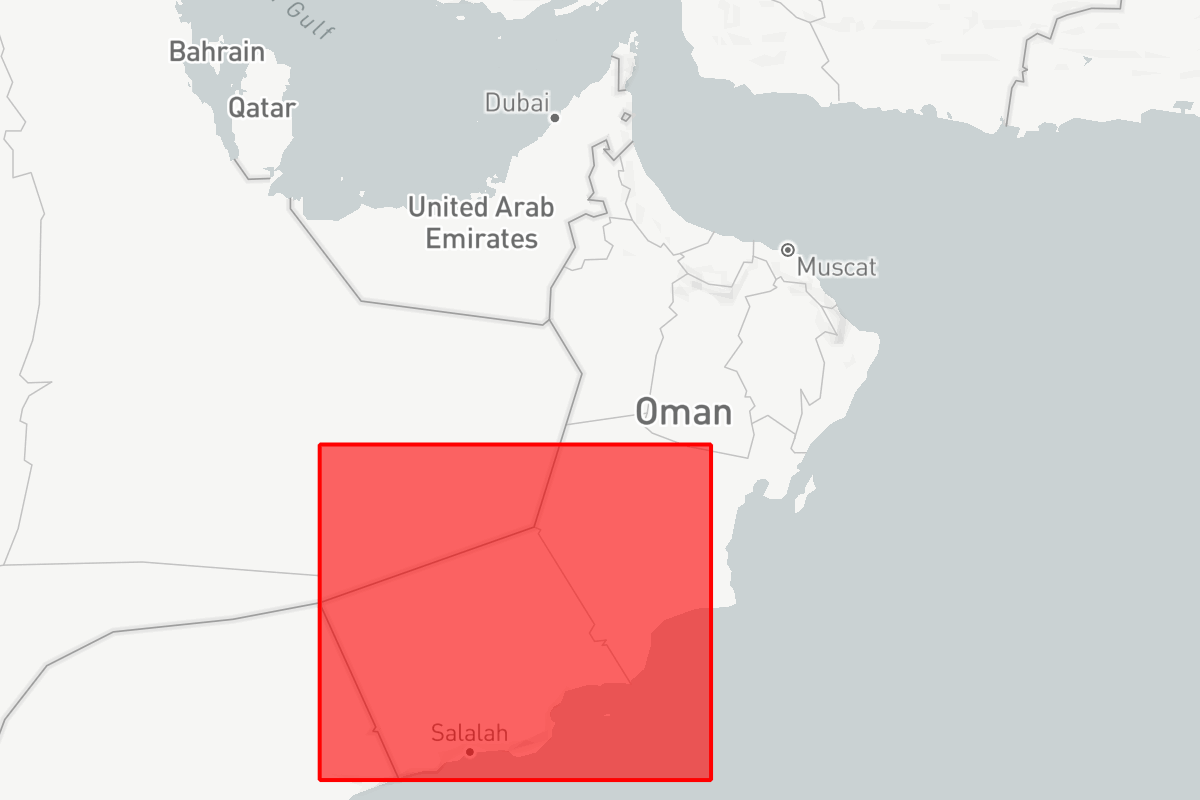 Gulf
Bahrain
Qatar
Dubai
United Arab
Emirates
Muscat
Oman
Salalah